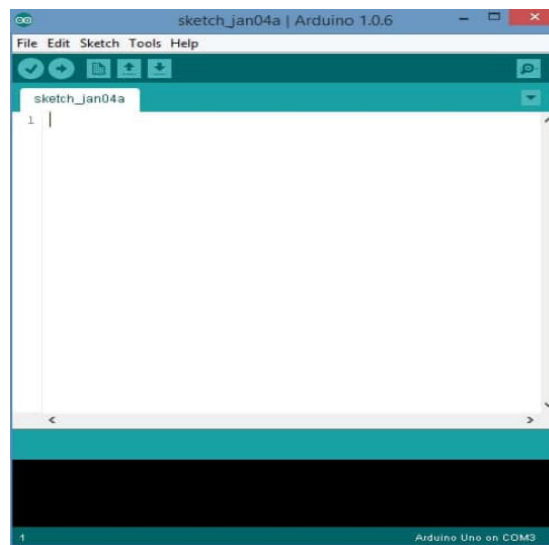 sketch_jan04a | Arduino 1.0.6
File Edit Sketch Tools Help
sketch_jan04a
1
1
Arduino Uno on COM3